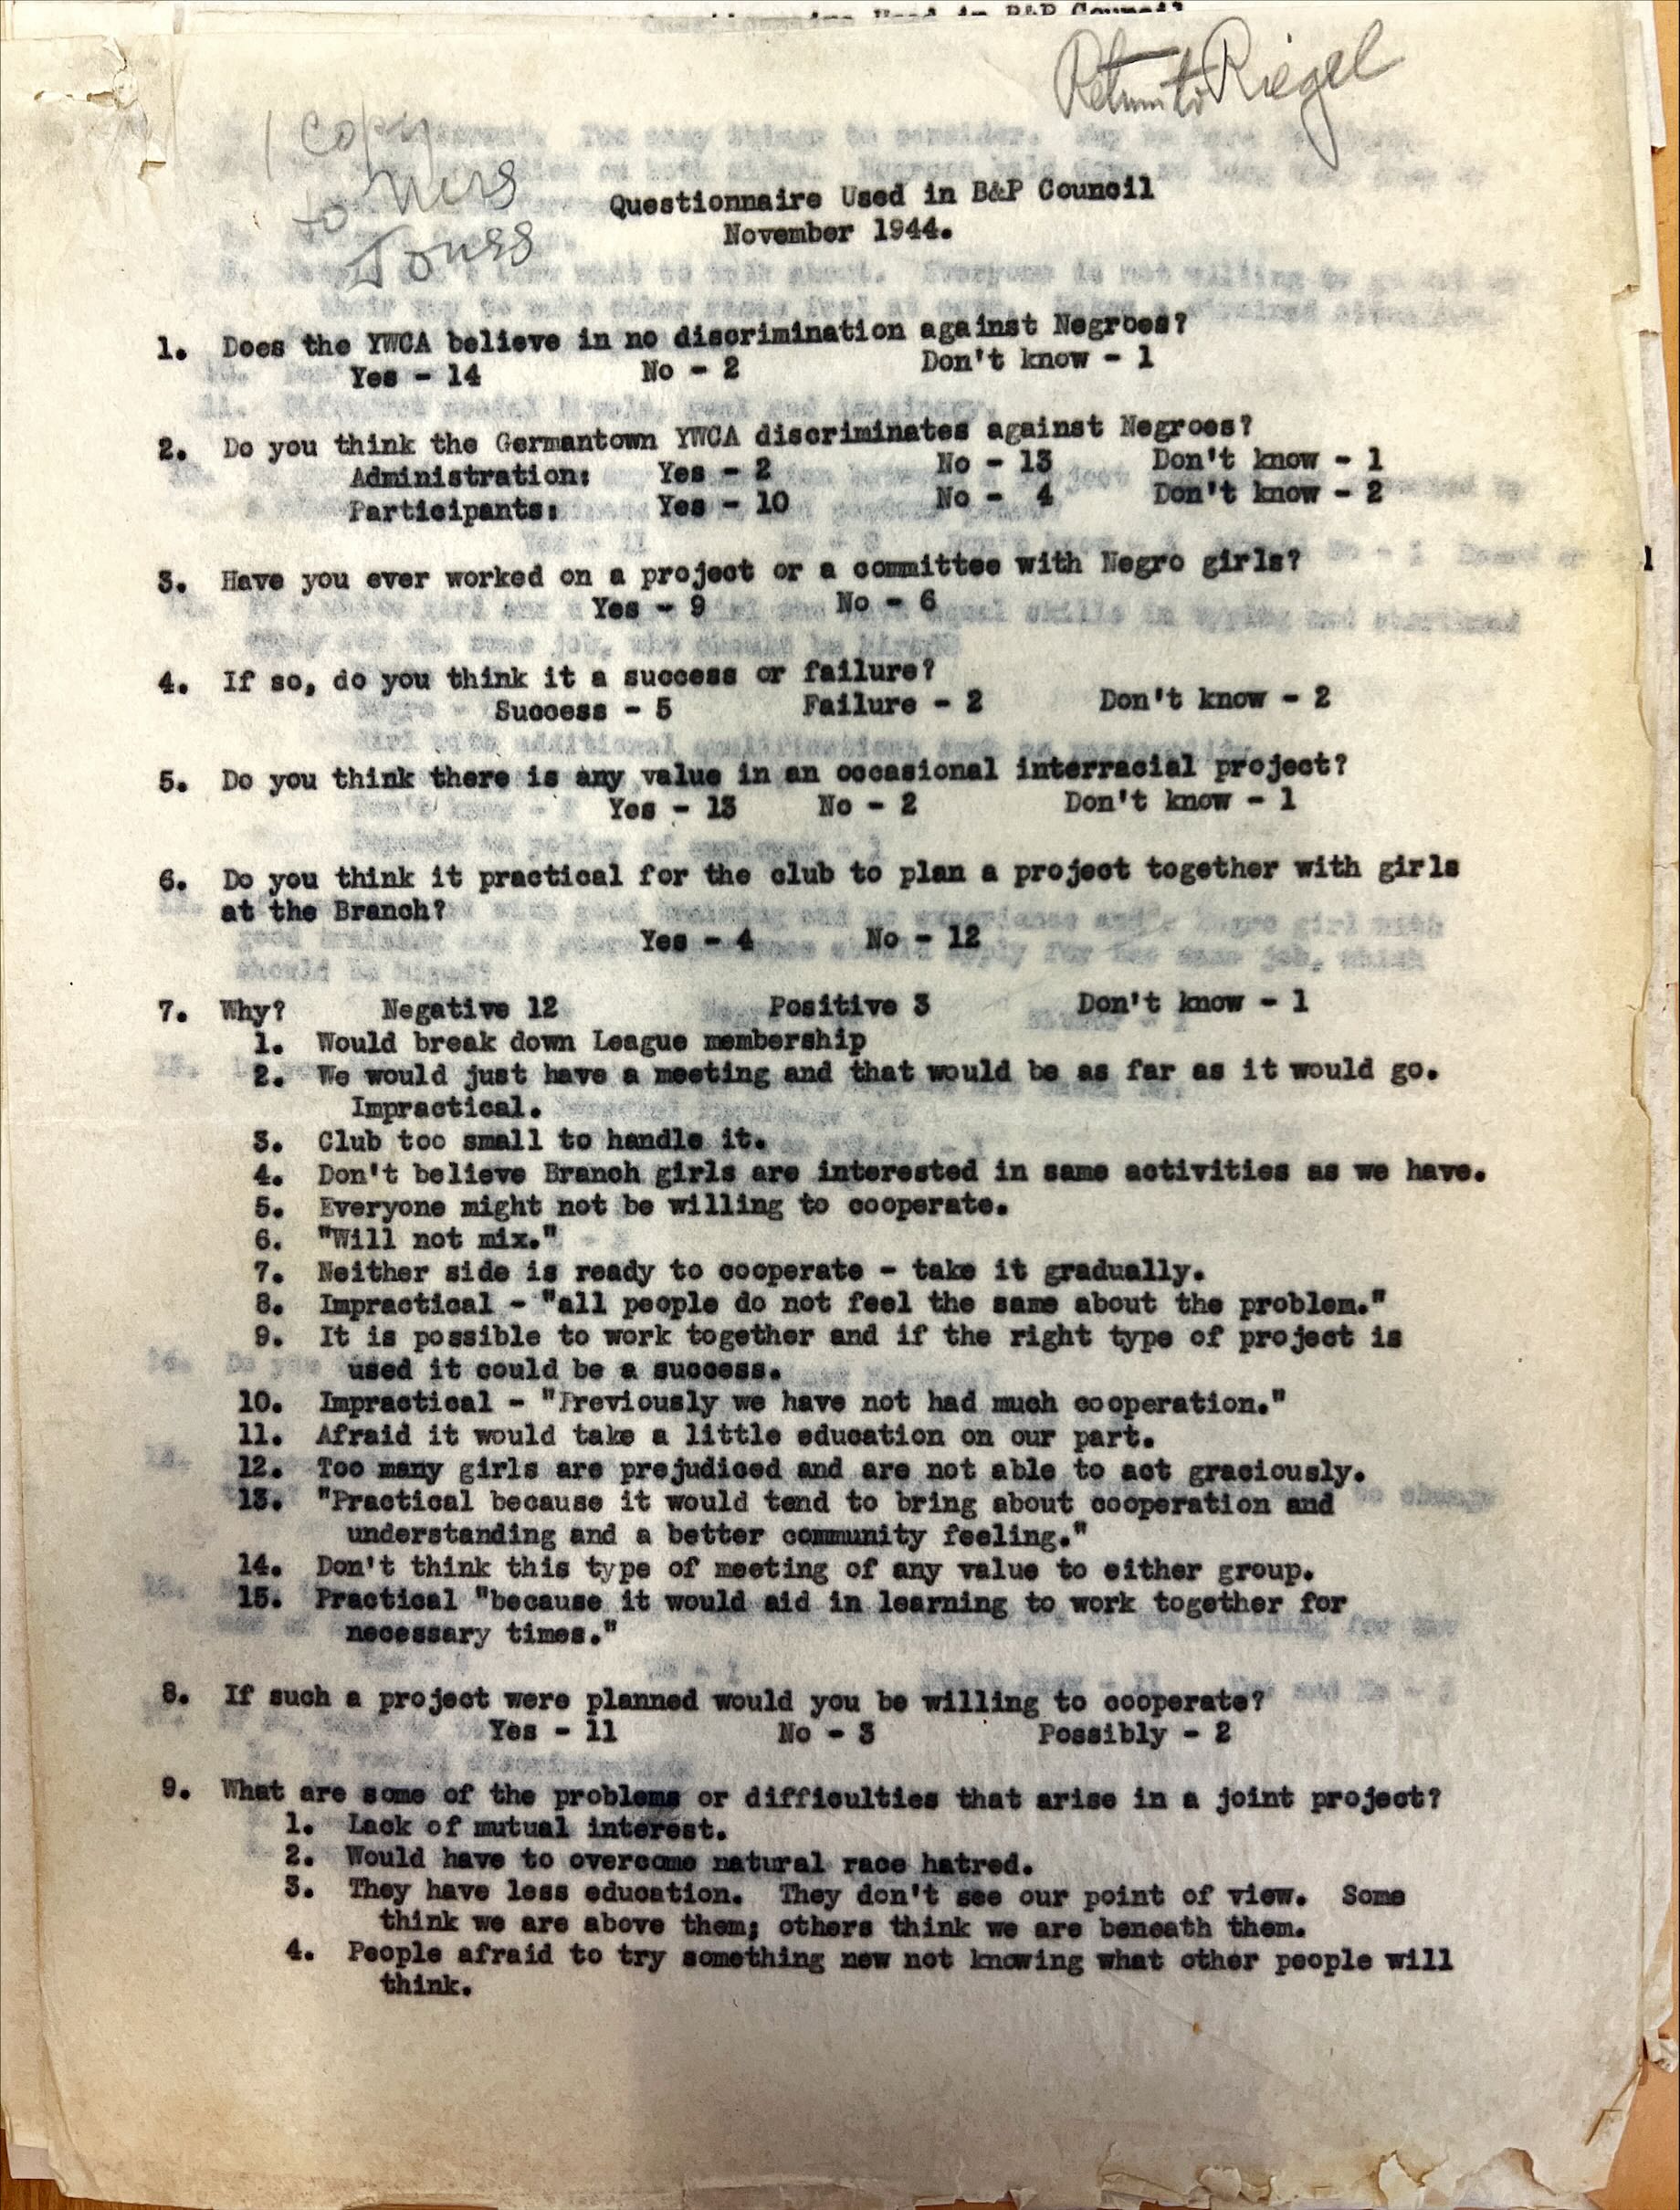 Questionnaire Used in B&P Council
Return to Riegel
1 Copy
to Miss
Jones
Questionnaire Used in B&P Council
November 1944.
1. Does the YWCA believe in no discrimination against Negroes?
Yes - 14 No - 2 Don't know - 1
2. Do you think the Germantown YWCA discriminates against Negroes?
Administration: Yes - 2 No - 13 Don't know - 1
Participants: Yes - 10 No - 4 Don't know - 2
3. Have you ever worked on a project or a committee with Negro girls?
Yes - 9 No - 6
4. If so, do you think it a success or failure?
Success - 5 Failure - 2 Don't know - 2
5. Do you think there is any value in an occasional interracial project?
Yes - 13 No - 2 Don't know - 1
6. Do you think it practical for the club to plan a project together with girls
at the Branch?
Yes - 4 No - 12
7. Why? Negative 12 Positive 3 Don't know - 1
1. Would break down League membership
2. We would just have a meeting and that would be as far as it would go.
Impractical.
3. Club too small to handle it.
4. Don't believe Branch girls are interested in same activities as we have.
5. Everyone might not be willing to cooperate.
6. "Will not mix."
7. Neither side is ready to cooperate - take it gradually.
8. Impractical - "all people do not feel the same about the problem."
9. It is possible to work together and if the right type of project is
used it could be a success.
10. Impractical - "Previously we have not had much cooperation."
11. Afraid it would take a little education on our part.
12. Too many girls are prejudiced and are not able to act graciously.
13. "Practical because it would tend to bring about cooperation and
understanding and a better community feeling."
14. Don't think this type of meeting of any value to either group.
15. Practical "because it would aid in learning to work together for
necessary times."
8. If such a project were planned would you be willing to cooperate?
Yes - 11 No - 3 Possibly - 2
9. What are some of the problems or difficulties that arise in a joint project?
1. Lack of mutual interest.
2. Would have to overcome natural race hatred.
3. They have less education. They don't see our point of view. Some
think we are above them; others think we are beneath them.
4. People afraid to try something new not knowing what other people will
think.